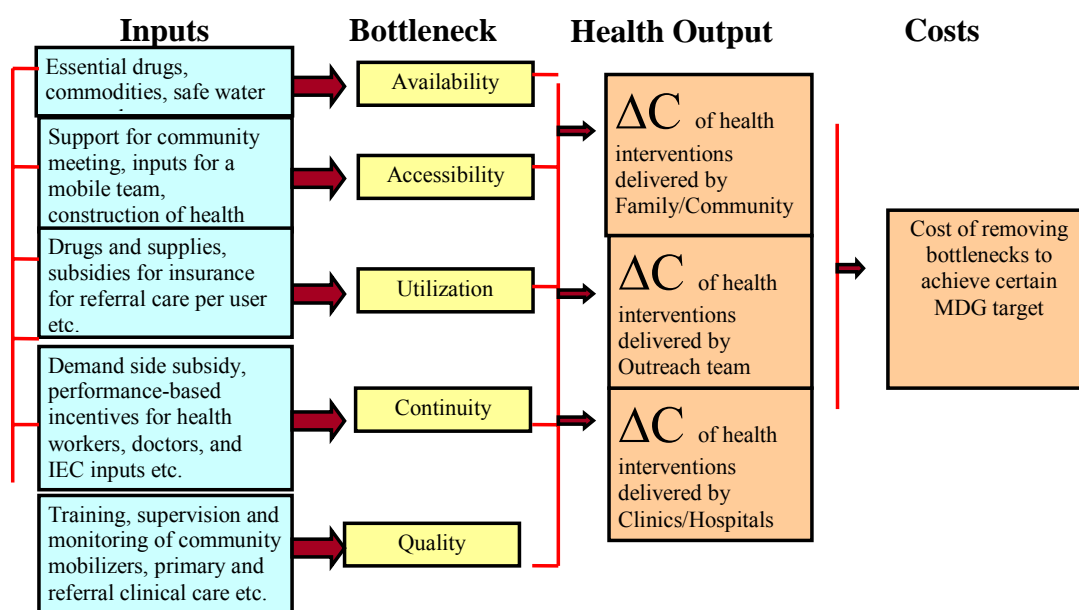 Inputs
Bottleneck
Health Output
Costs
Essential drugs,
commodities, safe water
Availability
Support for community
meeting, inputs for a
mobile team,
construction of health
Accessibility
Drugs and supplies,
subsidies for insurance
for referral care per user
etc.
Utilization
Demand side subsidy,
performance-based
incentives for health
workers, doctors, and
IEC inputs etc.
Continuity
Training, supervision and
monitoring of community
mobilizers, primary and
referral clinical care etc.
Quality
ΔC of health
interventions
delivered by
Family/Community
ΔC of health
interventions
delivered by
Outreach team
ΔC of health
interventions
delivered by
Clinics/Hospitals
Cost of removing
bottlenecks to
achieve certain
MDG target